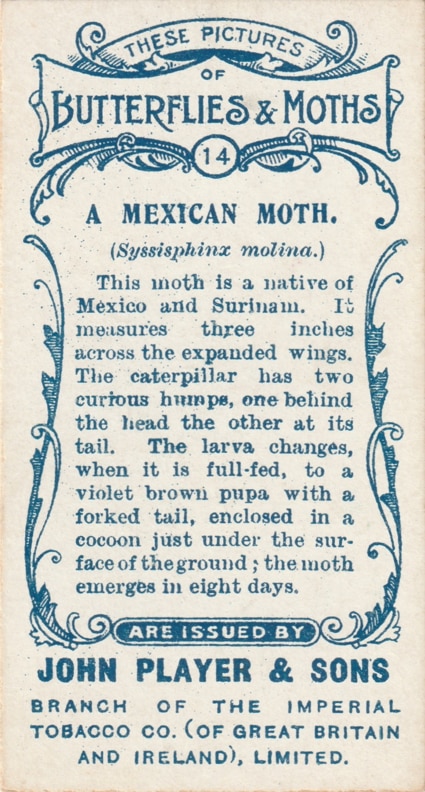 THESE PICTURES
OF
BUTTERFLIES & MOTHS
14
A MEXICAN MOTH.
(Syssisphinx molina.)
This moth is a native of
Mexico and Surinam. It
measures three inches
across the expanded wings.
The caterpillar has two
curious humps, one behind
the head the other at its
tail. The larva changes,
when it is full-fed, to a
violet brown pupa with a
forked tail, enclosed in a
cocoon just under the sur-
face of the ground; the moth
emerges in eight days.
ARE ISSUED BY
JOHN PLAYER & SONS
BRANCH OF THE IMPERIAL
TOBACCO CO. (OF GREAT BRITAIN
AND IRELAND), LIMITED.